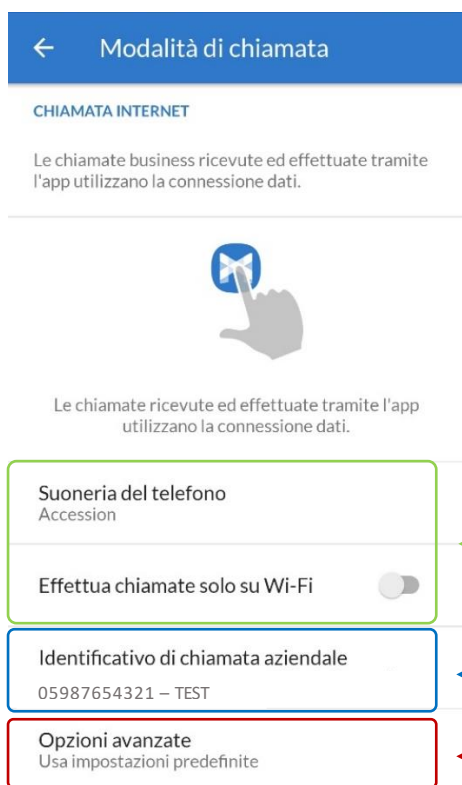 Modalità di chiamata
CHIAMATA INTERNET
Le chiamate business ricevute ed effettuate tramite
l'app utilizzano la connessione dati.
Le chiamate ricevute ed effettuate tramite l'app
utilizzano la connessione dati.
Suoneria del telefono
Accession
Effettua chiamate solo su Wi-Fi
Identificativo di chiamata aziendale
05987654321 – TEST
Opzioni avanzate
Usa impostazioni predefinite